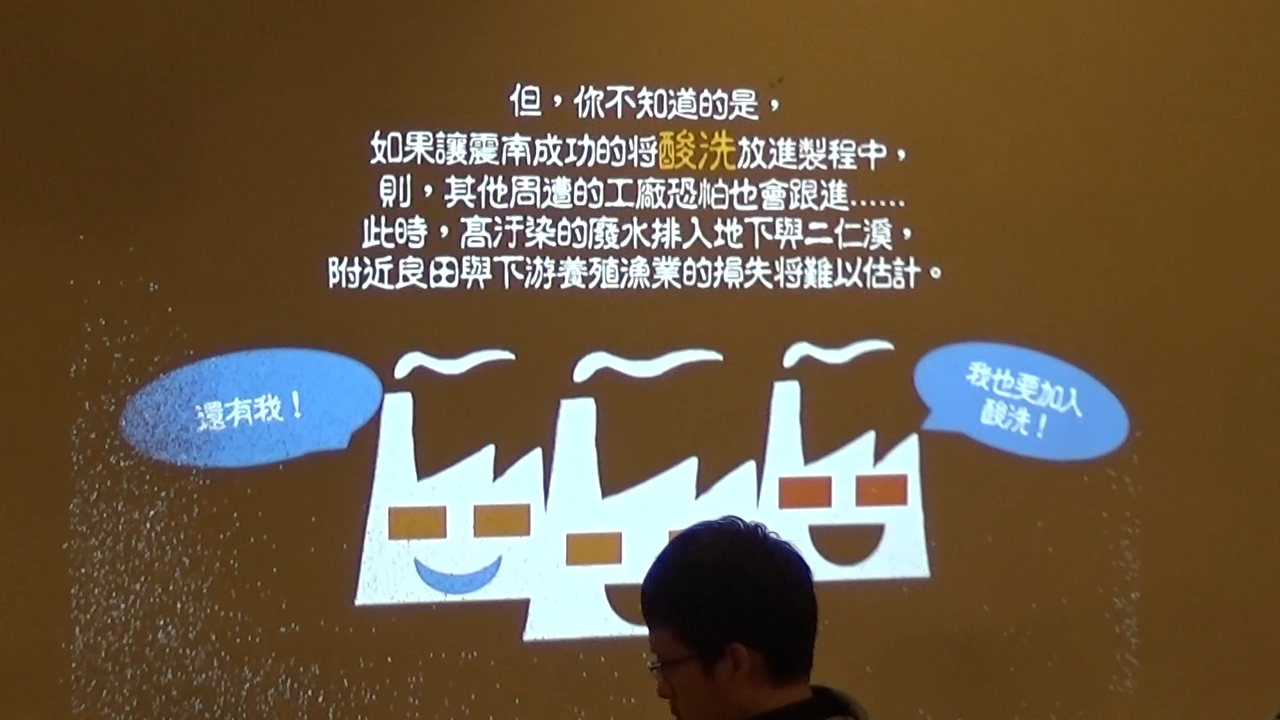 但，你不知道的是，
如果讓震南成功的將酸洗放進製程中，
則，其他周遭的工廠恐怕也會跟進......
此時，高汙染的廢水排入地下與二仁溪，
附近良田與下游養殖漁業的損失將難以估計。
還有我！
我也要加入
酸洗！